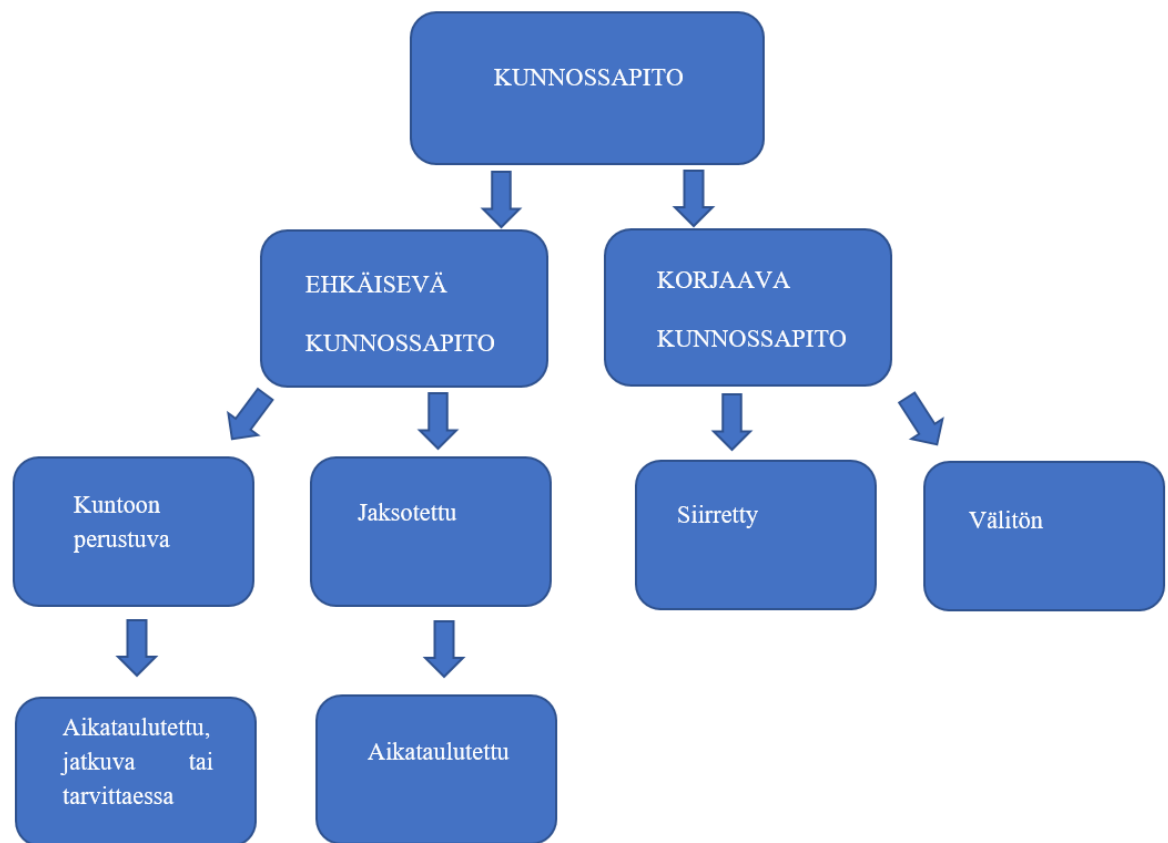 KUNNOSSAPITO
EHKÄISEVÄ
KUNNOSSAPITO
KORJAAVA
KUNNOSSAPITO
Kuntoon
perustuva
Jaksotettu
Siirretty
Välitön
Aikataulutettu,
jatkuva tai
tarvittaessa
Aikataulutettu